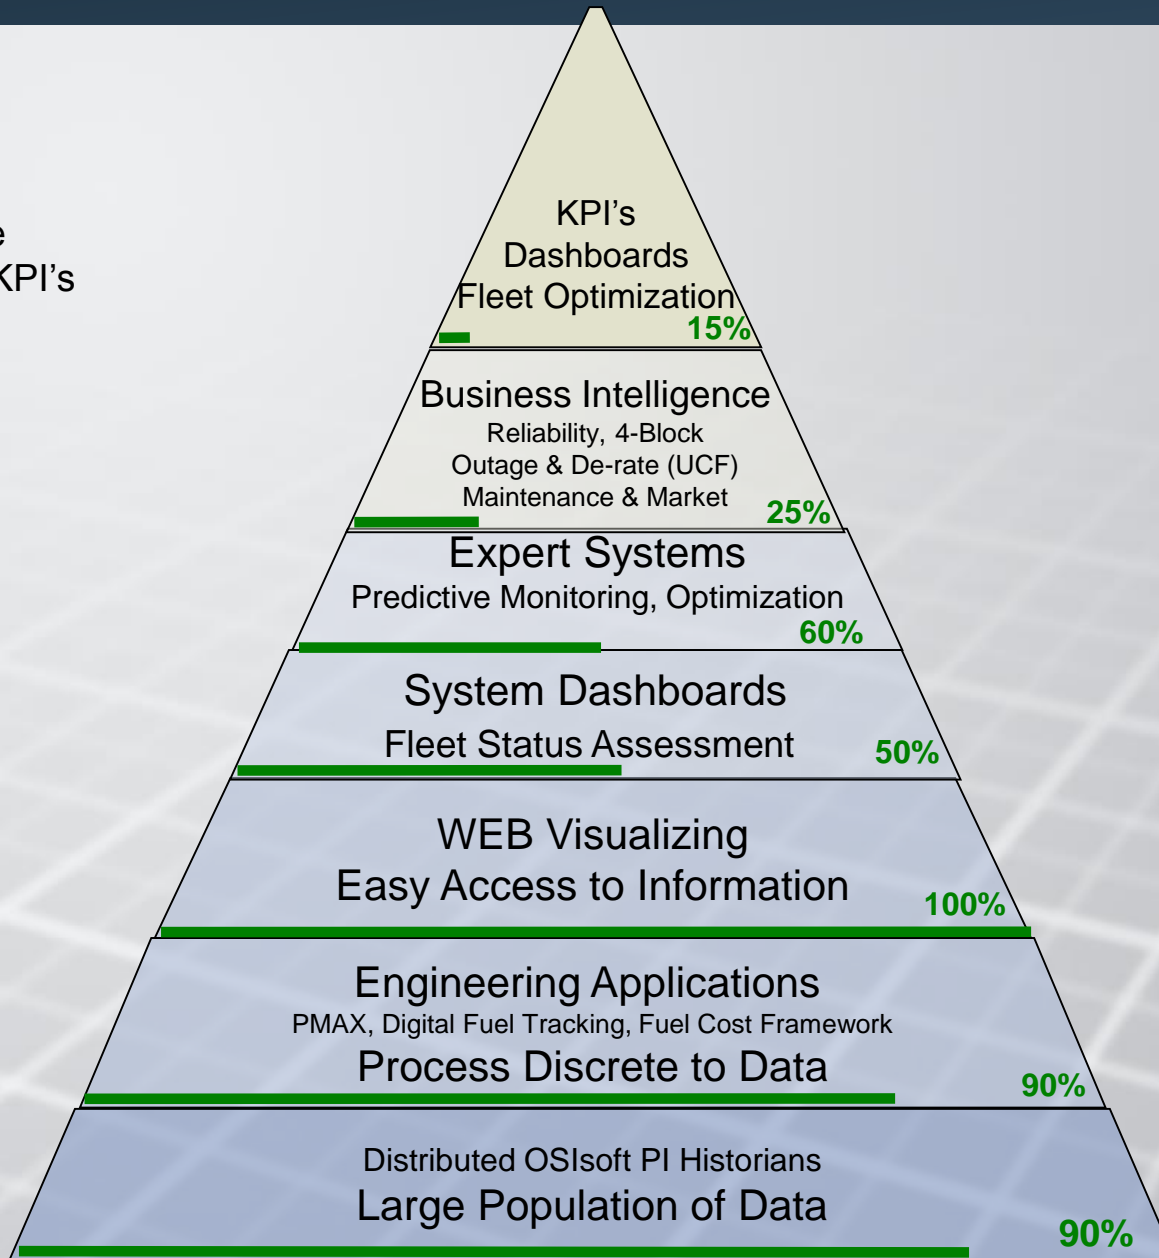 KPI's
KPI's
Dashboards
Fleet Optimization
15%
Business Intelligence
Reliability, 4-Block
Outage & De-rate (UCF)
Maintenance & Market
25%
Expert Systems
Predictive Monitoring, Optimization
60%
System Dashboards
Fleet Status Assessment
50%
WEB Visualizing
Easy Access to Information
100%
Engineering Applications
PMAX, Digital Fuel Tracking, Fuel Cost Framework
Process Discrete to Data
90%
Distributed OSIsoft PI Historians
Large Population of Data
90%